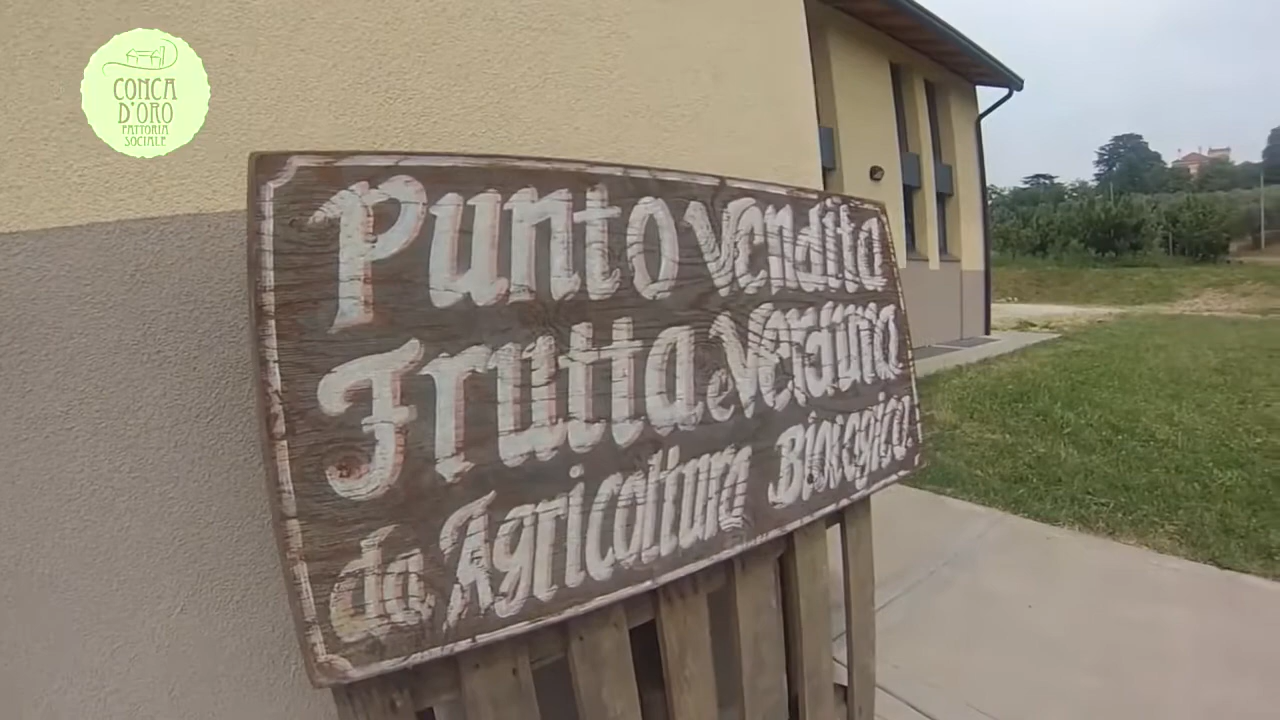 CONCA
D'ORO
FATTORIA
SOCIALE
Punto vendita
Frutta e Verdura
da Agricoltura Biologica